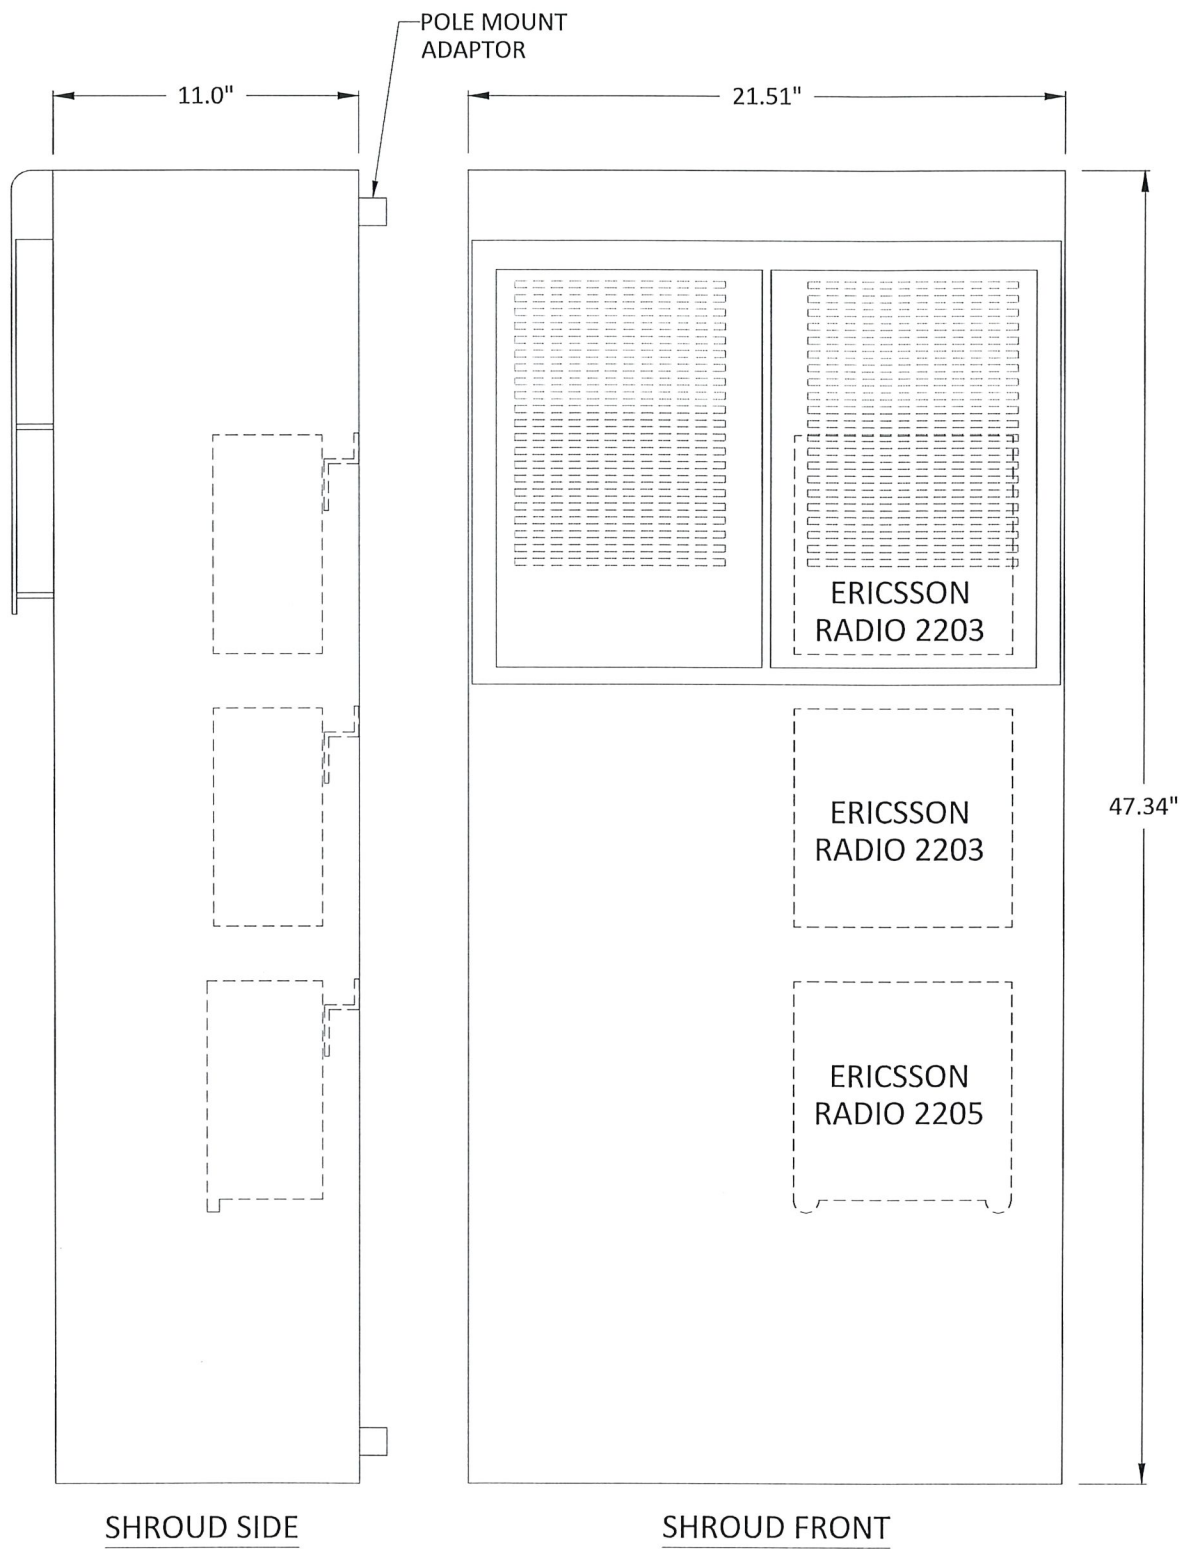 POLE MOUNT
ADAPTOR
11.0"
21.51"
ERICSSON
RADIO 2203
ERICSSON
RADIO 2203
47.34"
ERICSSON
RADIO 2205
SHROUD SIDE
SHROUD FRONT